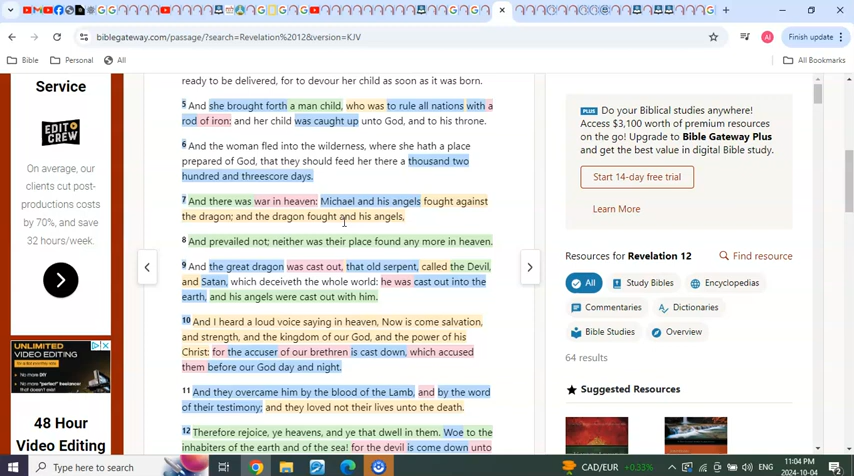 Finish update
biblegateway.com/passage/?search=Revelation%2012&version=KJV
Bible
Personal
All
All Bookmarks
Service
EDIT CREW
On average, our
clients cut post-
productions
costs by 70%, and save
32 hours/week.
UNLIMITED
VIDEO EDITING
48 Hour
Video Editing
ready to be delivered, for to devour her child as soon as it was born.
5 And she brought forth a man child, who was to rule all nations with a
rod of iron: and her child was caught up unto God, and to his throne.
6 And the woman fled into the wilderness, where she hath a place
prepared of God, that they should feed her there a thousand two
hundred and threescore days.
7 And there was war in heaven: Michael and his angels fought against
the dragon; and the dragon fought and his angels,
8 And prevailed not; neither was their place found any more in heaven.
9 And the great dragon was cast out, that old serpent, called the Devil,
and Satan, which deceiveth the whole world: he was cast out into the
earth, and his angels were cast out with him.
10 And I heard a loud voice saying in heaven, Now is come salvation,
and strength, and the kingdom of our God, and the power of his
Christ: for the accuser of our brethren is cast down, which accused
them before our God day and night.
11 And they overcame him by the blood of the Lamb, and by the word
of their testimony; and they loved not their lives unto the death.
12 Therefore rejoice, ye heavens, and ye that dwell in them. Woe to the
inhabiters of the earth and of the sea! for the devil is come down unto
PLUS Do your Biblical studies anywhere!
Access $3,100 worth of premium resources
on the go! Upgrade to Bible Gateway Plus
and get the best value in digital Bible study.
Start 14-day free trial
Learn More
Resources for Revelation 12
Find resource
All
Study Bibles
Encyclopedias
Commentaries
Dictionaries
Bible Studies
Overview
64 results
Suggested Resources
Type here to search
CAD/EUR +0.33%
ENG
11:04 PM
2024-10-04